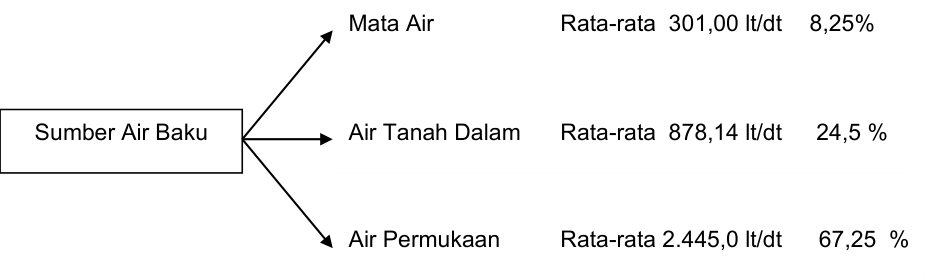 Mata Air Rata-rata 301,00 lt/dt 8,25%
Sumber Air Baku Air Tanah Dalam Rata-rata 878,14 lt/dt 24,5 %
Air Permukaan Rata-rata 2.445,0 lt/dt 67,25 %